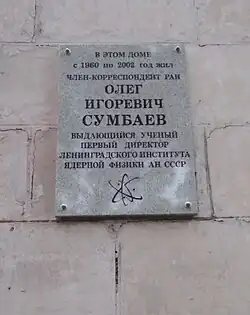 В ЭТОМ ДОМЕ
с 1960 по 2002 год жил
ЧЛЕН-КОРРЕСПОНДЕНТ РАН
ОЛЕГ
ИГОРЕВИЧ
СУМБАЕВ
ВЫДАЮЩИЙСЯ УЧЕНЫЙ
ПЕРВЫЙ ДИРЕКТОР
ЛЕНИНГРАДСКОГО ИНСТИТУТА
ЯДЕРНОЙ ФИЗИКИ АН СССР